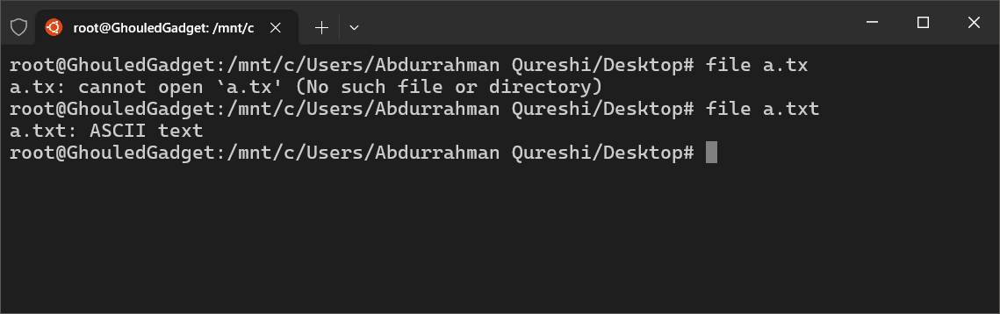 root@GhouledGadget: /mnt/c
root@GhouledGadget:/mnt/c/Users/Abdurrahman Qureshi/Desktop# file a.tx
a.tx: cannot open `a.tx' (No such file or directory)
root@GhouledGadget:/mnt/c/Users/Abdurrahman Qureshi/Desktop# file a.txt
a.txt: ASCII text
root@GhouledGadget:/mnt/c/Users/Abdurrahman Qureshi/Desktop#